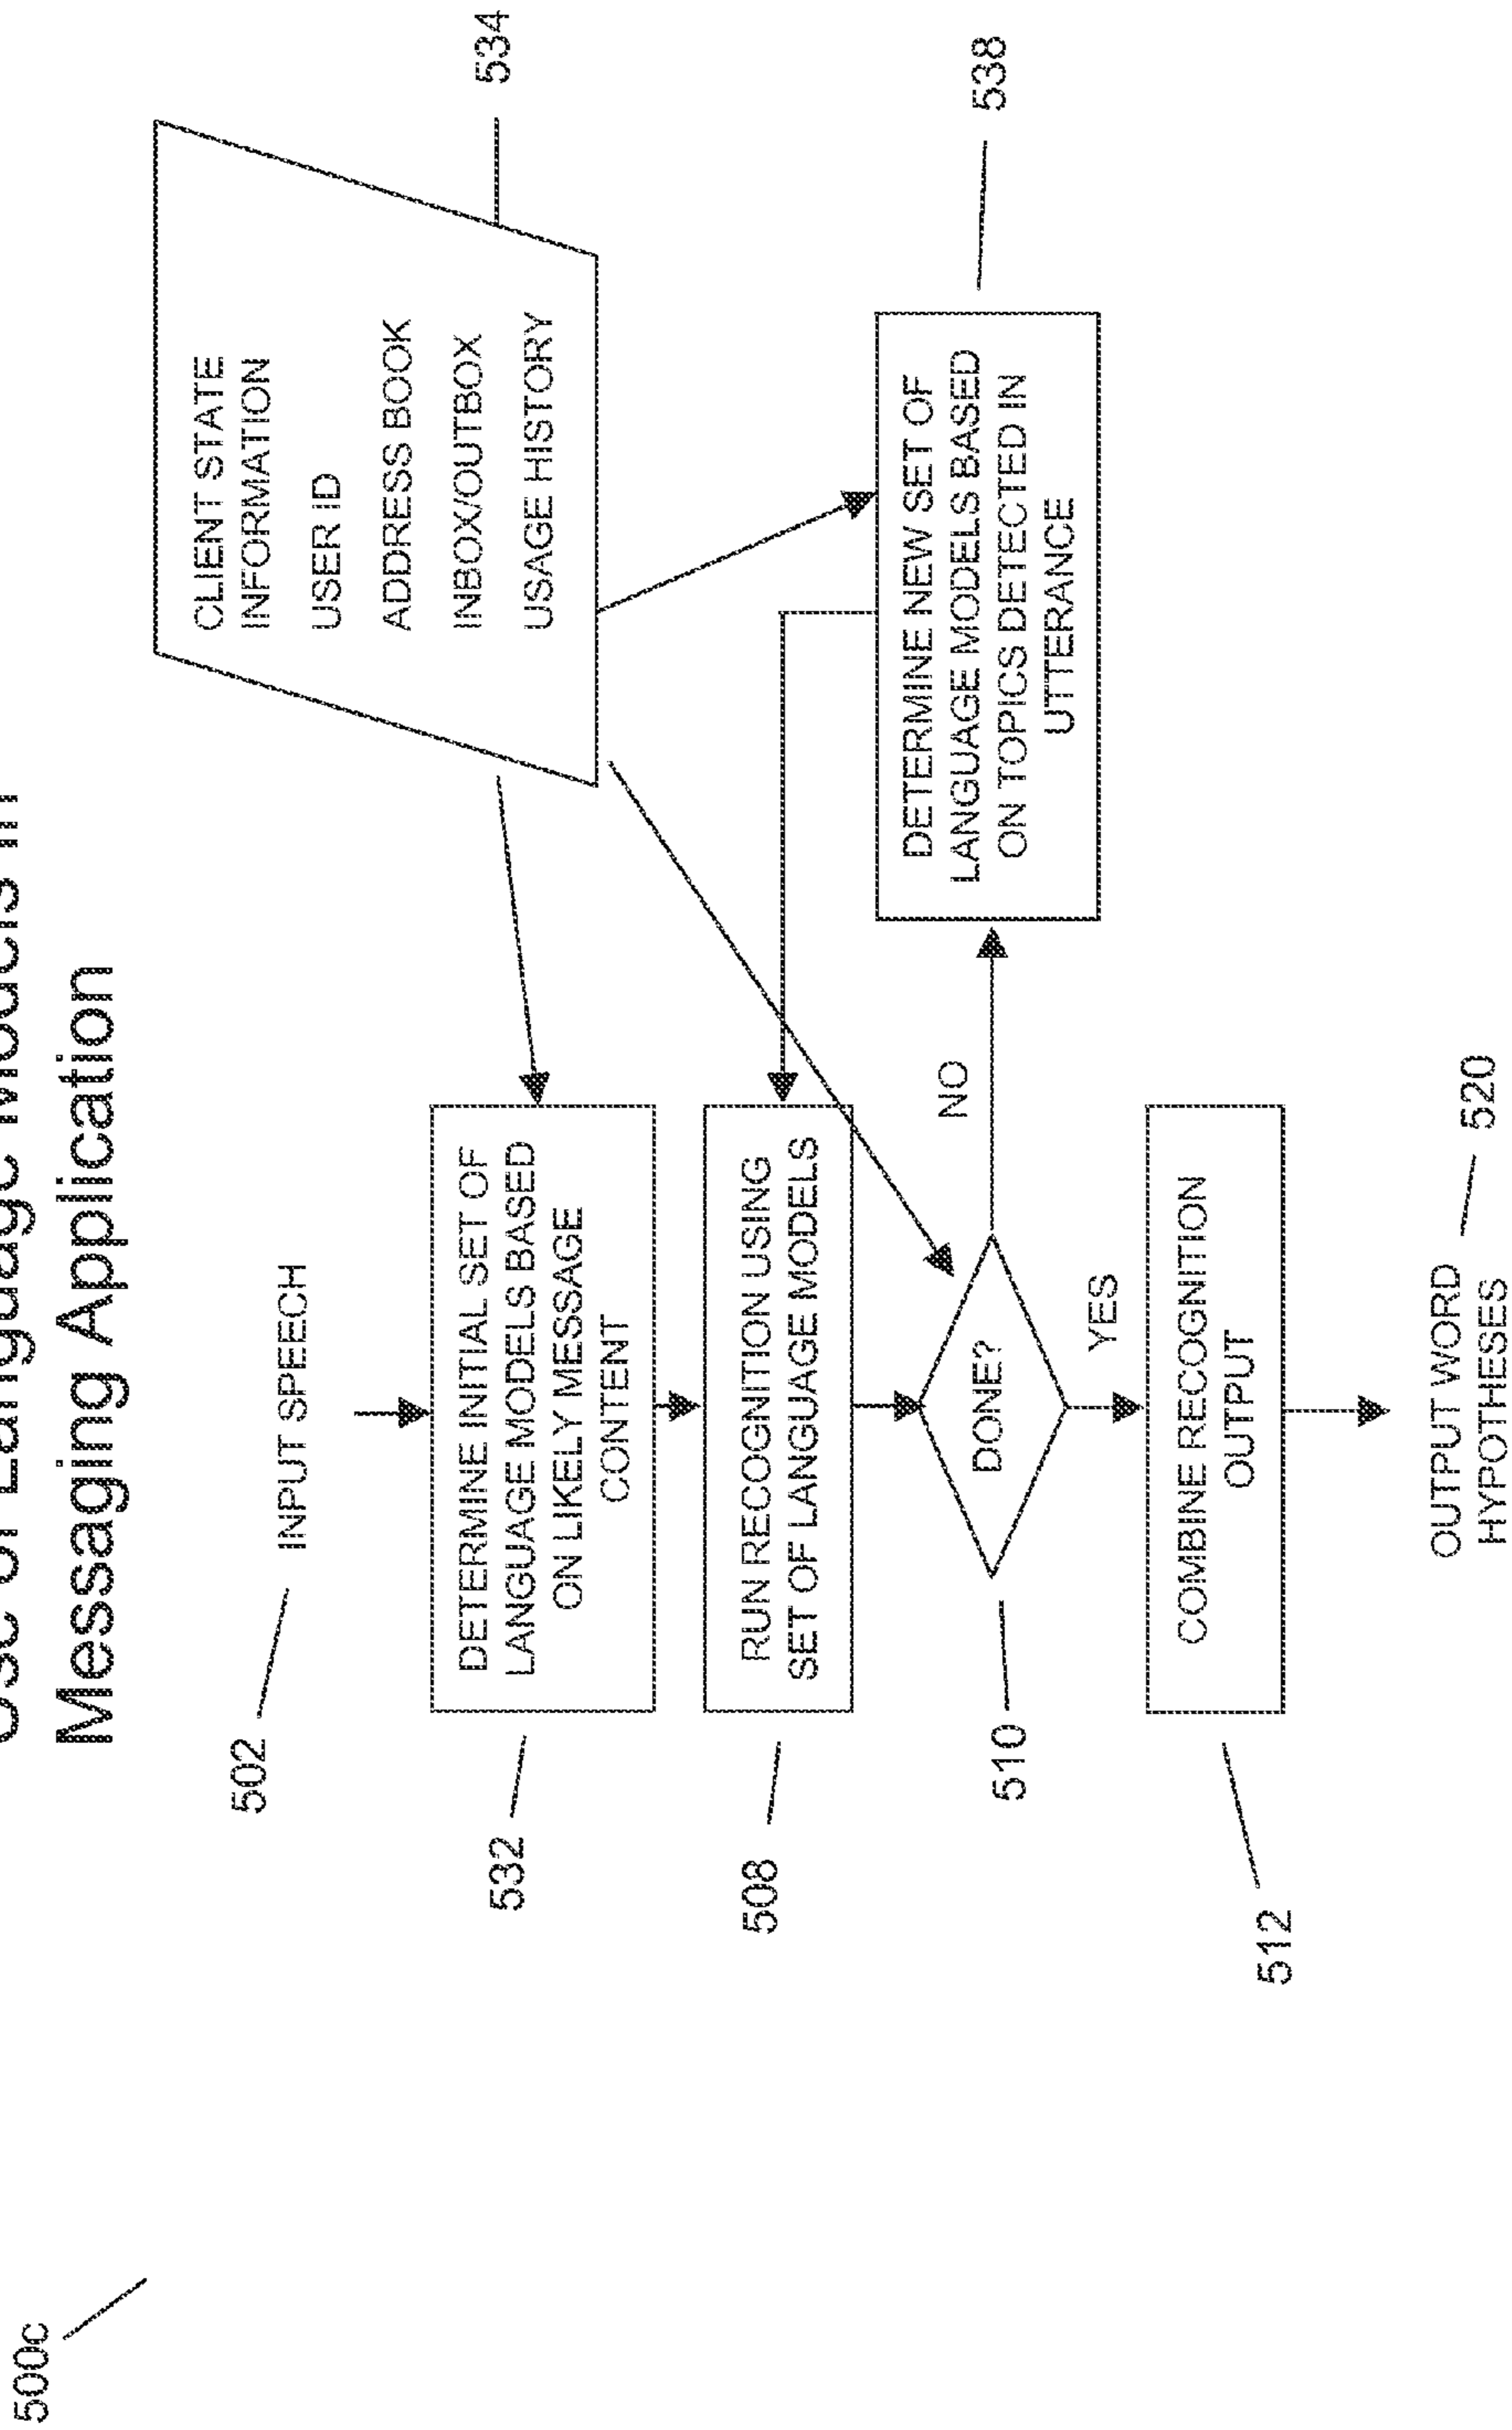 Use of Language Models in
Messaging Application
500c
502
INPUT SPEECH
CLIENT STATE
INFORMATION
USER ID
ADDRESS BOOK
INBOX/OUTBOX
USAGE HISTORY
534
532
DETERMINE INITIAL SET OF
LANGUAGE MODELS BASED
ON LIKELY MESSAGE
CONTENT
508
RUN RECOGNITION USING
SET OF LANGUAGE MODELS
510
DONE?
NO
YES
DETERMINE NEW SET OF
LANGUAGE MODELS BASED
ON TOPICS DETECTED IN
UTTERANCE
538
512
COMBINE RECOGNITION
OUTPUT
OUTPUT WORD
HYPOTHESES
520